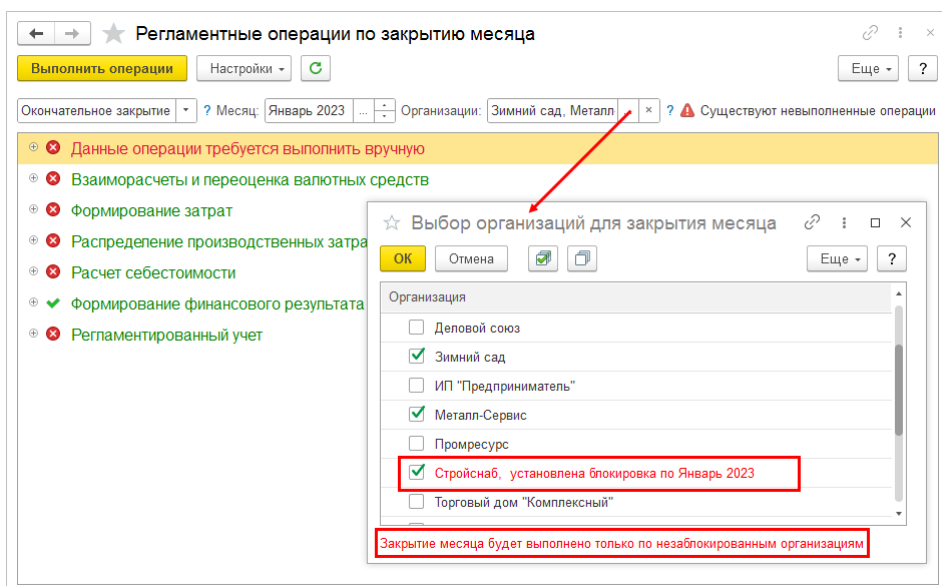 Регламентные операции по закрытию месяца
Выполнить операции Настройки Еще ?
Окончательное закрытие ? Месяц: Январь 2023 ... Организации: Зимний сад, Металл × ? Существуют невыполненные операции
Данные операции требуется выполнить вручную
Взаиморасчеты и переоценка валютных средств
Формирование затрат
Распределение производственных затра
Расчет себестоимости
Формирование финансового результата
Регламентированный учет
Выбор организаций для закрытия месяца
ОК Отмена Еще ?
Организация
Деловой союз
Зимний сад
ИП "Предприниматель"
Металл-Сервис
Промресурс
Стройснаб, установлена блокировка по Январь 2023
Торговый дом "Комплексный"
Закрытие месяца будет выполнено только по незаблокированным организациям